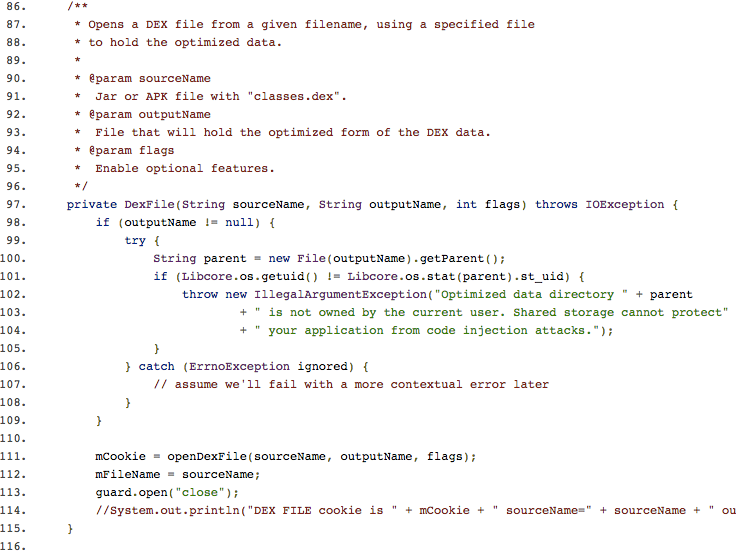 86. /**
87. * Opens a DEX file from a given filename, using a specified file
88. * to hold the optimized data.
89. *
90. * @param sourceName
91. *  Jar or APK file with "classes.dex".
92. * @param outputName
93. *  File that will hold the optimized form of the DEX data.
94. * @param flags
95. *  Enable optional features.
96. */
97. private DexFile(String sourceName, String outputName, int flags) throws IOException {
98. if (outputName != null) {
99. try {
100. String parent = new File(outputName).getParent();
101. if (Libcore.os.getuid() != Libcore.os.stat(parent).st_uid) {
102. throw new IllegalArgumentException("Optimized data directory " + parent
103. + " is not owned by the current user. Shared storage cannot protect"
104. + " your application from code injection attacks.");
105. }
106. } catch (ErrnoException ignored) {
107. // assume we'll fail with a more contextual error later
108. }
109. }
110.
111. mCookie = openDexFile(sourceName, outputName, flags);
112. mFileName = sourceName;
113. guard.open("close");
114. //System.out.println("DEX FILE cookie is " + mCookie + " sourceName=" + sourceName + " ou
115. }
116.